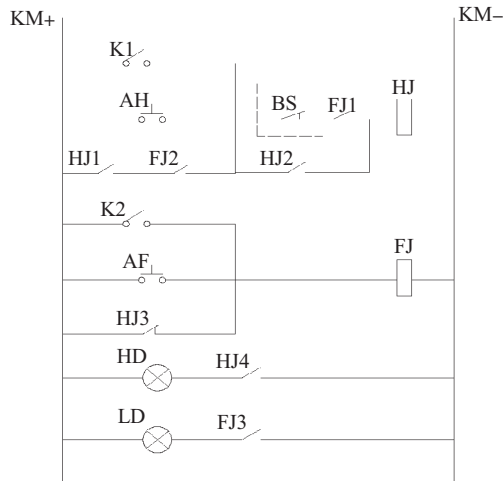 KM+ KM−
K1
AH BS FJ1 HJ
HJ1 FJ2 HJ2
K2
AF FJ
HJ3
HD HJ4
LD FJ3